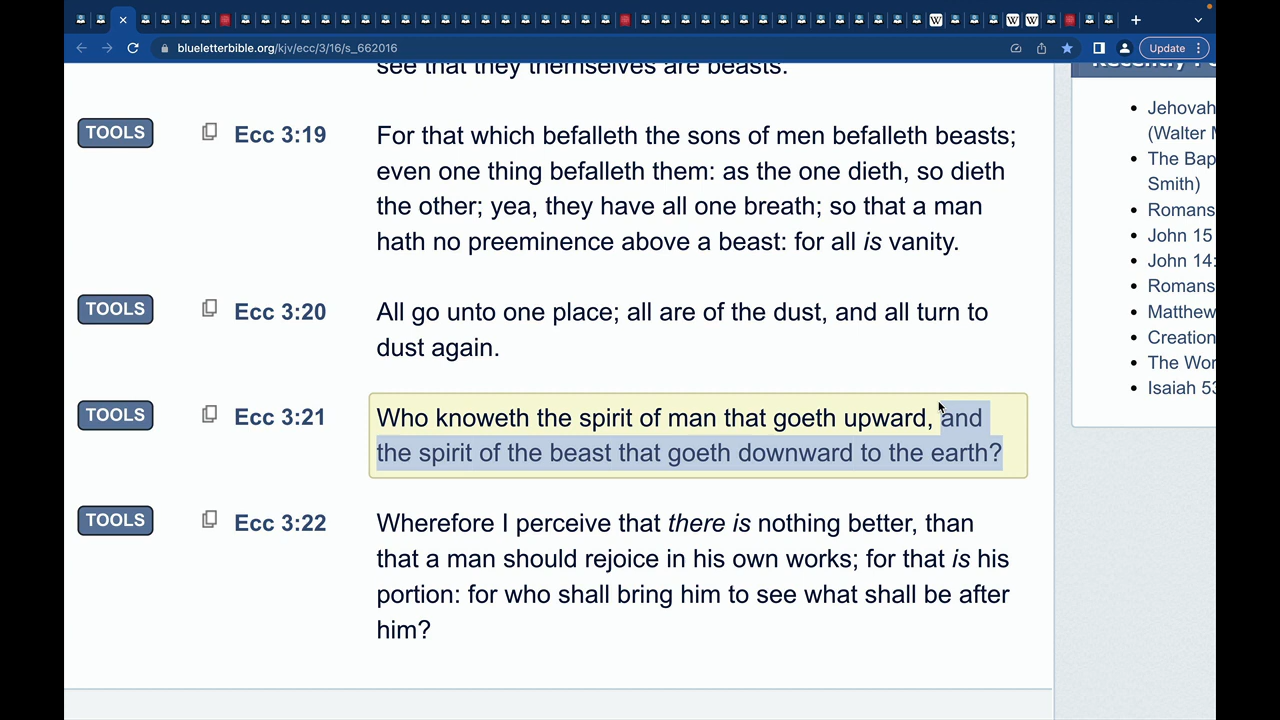 blueletterbible.org/kjv/ecc/3/16/s_662016
Update
see that they themselves are beasts.
TOOLS
Ecc 3:19
For that which befalleth the sons of men befalleth beasts;
even one thing befalleth them: as the one dieth, so dieth
the other; yea, they have all one breath; so that a man
hath no preeminence above a beast: for all is vanity.
TOOLS
Ecc 3:20
All go unto one place; all are of the dust, and all turn to
dust again.
TOOLS
Ecc 3:21
Who knoweth the spirit of man that goeth upward, and
the spirit of the beast that goeth downward to the earth?
TOOLS
Ecc 3:22
Wherefore I perceive that there is nothing better, than
that a man should rejoice in his own works; for that is his
portion: for who shall bring him to see what shall be after
him?
Recently
Jehovah
(Walter
The Bap
Smith)
Romans
John 15
John 14:
Romans
Matthew
Creation
The Wor
Isaiah 53